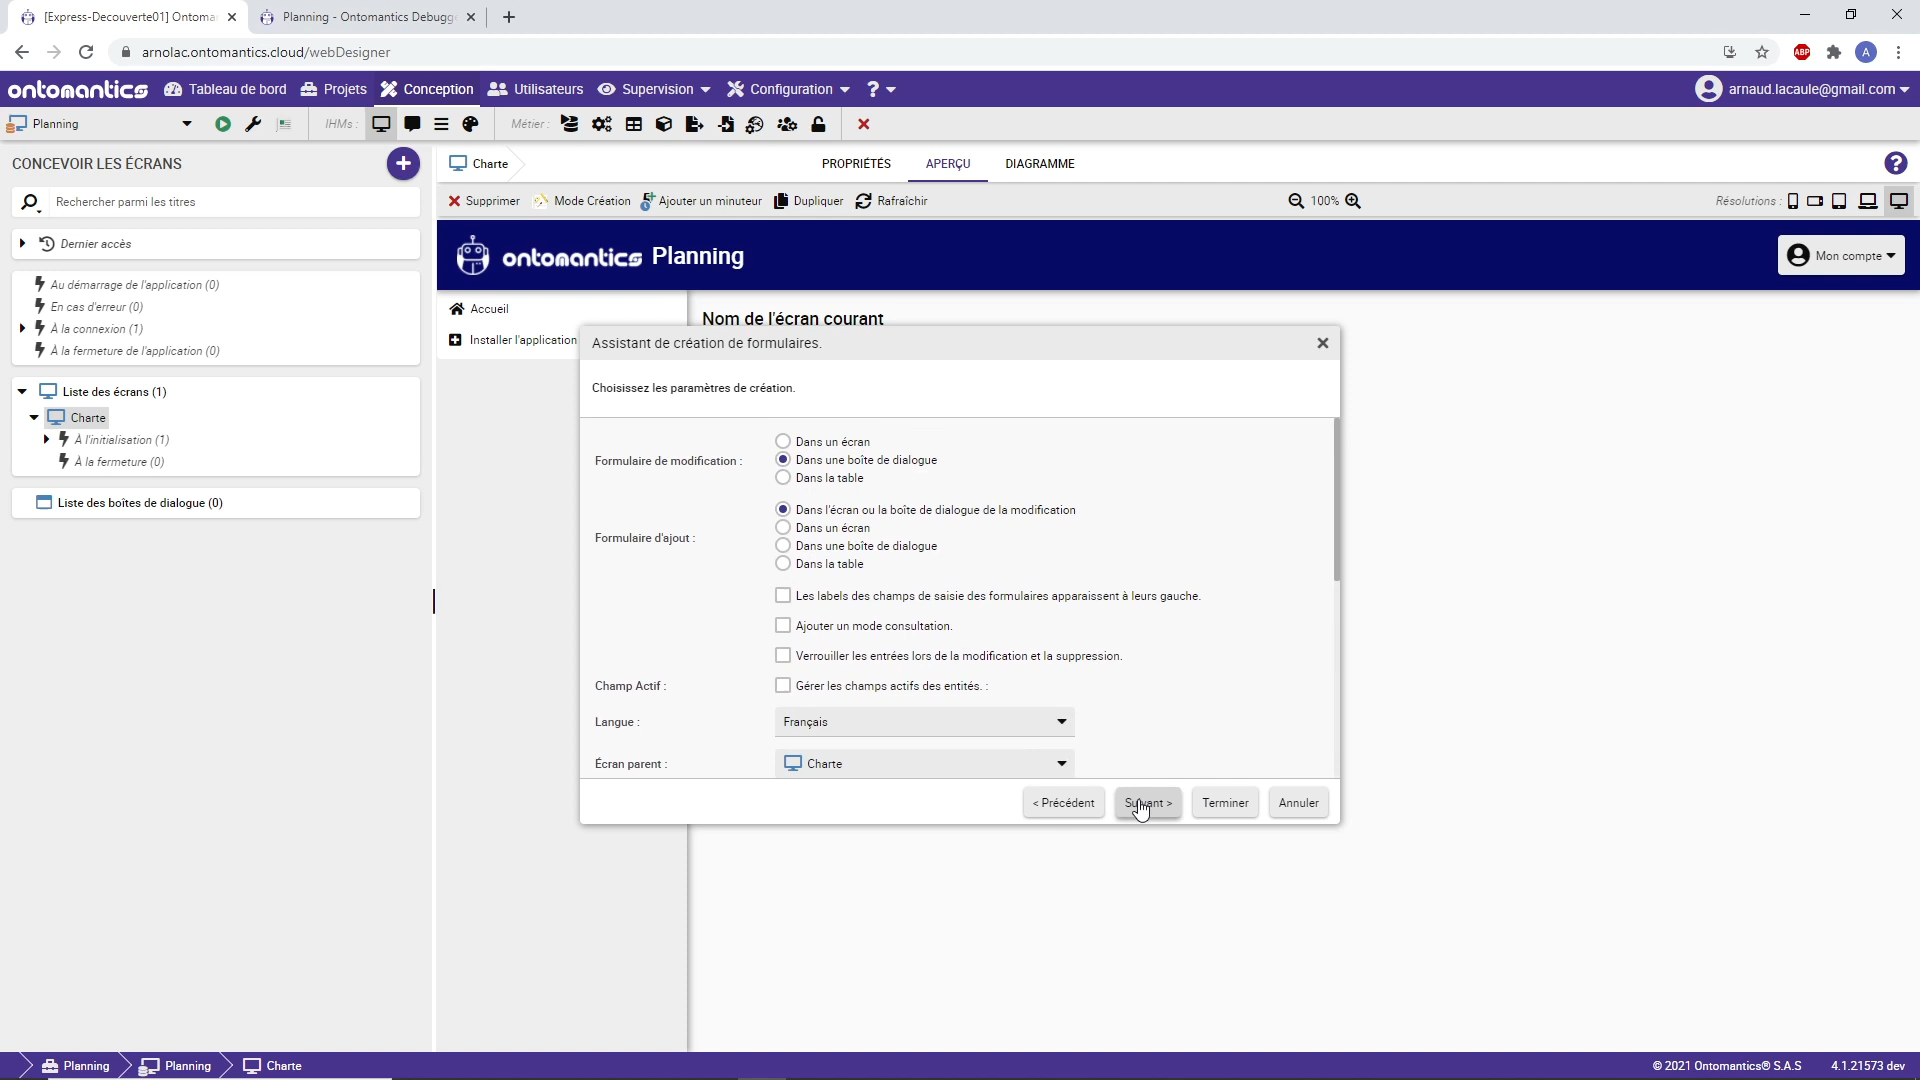 [Express-Decouverte01] Ontoma
Planning - Ontomantics Debugg
arnolac.ontomantics.cloud/webDesigner
ABP
A
ontomantics
Tableau de bord
Projets
Conception
Utilisateurs
Supervision
Configuration
?
arnaud.lacaule@gmail.com
Planning
IHMs :
Métier :
CONCEVOIR LES ÉCRANS
Charte
PROPRIÉTÉS
APERÇU
DIAGRAMME
Rechercher parmi les titres
Supprimer
Mode Création
Ajouter un minuteur
Dupliquer
Rafraîchir
100%
Résolutions :
Dernier accès
ontomantics Planning
Mon compte
Au démarrage de l'application (0)
En cas d'erreur (0)
À la connexion (1)
À la fermeture de l'application (0)
Accueil
Installer l'application
Nom de l'écran courant
Liste des écrans (1)
Charte
À l'initialisation (1)
À la fermeture (0)
Liste des boîtes de dialogue (0)
Assistant de création de formulaires.
Choisissez les paramètres de création.
Formulaire de modification :
Dans un écran
Dans une boîte de dialogue
Dans la table
Formulaire d'ajout :
Dans l'écran ou la boîte de dialogue de la modification
Dans un écran
Dans une boîte de dialogue
Dans la table
Les labels des champs de saisie des formulaires apparaissent à leurs gauche.
Ajouter un mode consultation.
Verrouiller les entrées lors de la modification et la suppression.
Champ Actif :
Gérer les champs actifs des entités. :
Langue :
Français
Écran parent :
Charte
< Précédent
Suivant >
Terminer
Annuler
Planning
Planning
Charte
© 2021 Ontomantics® S.A.S
4.1.21573 dev